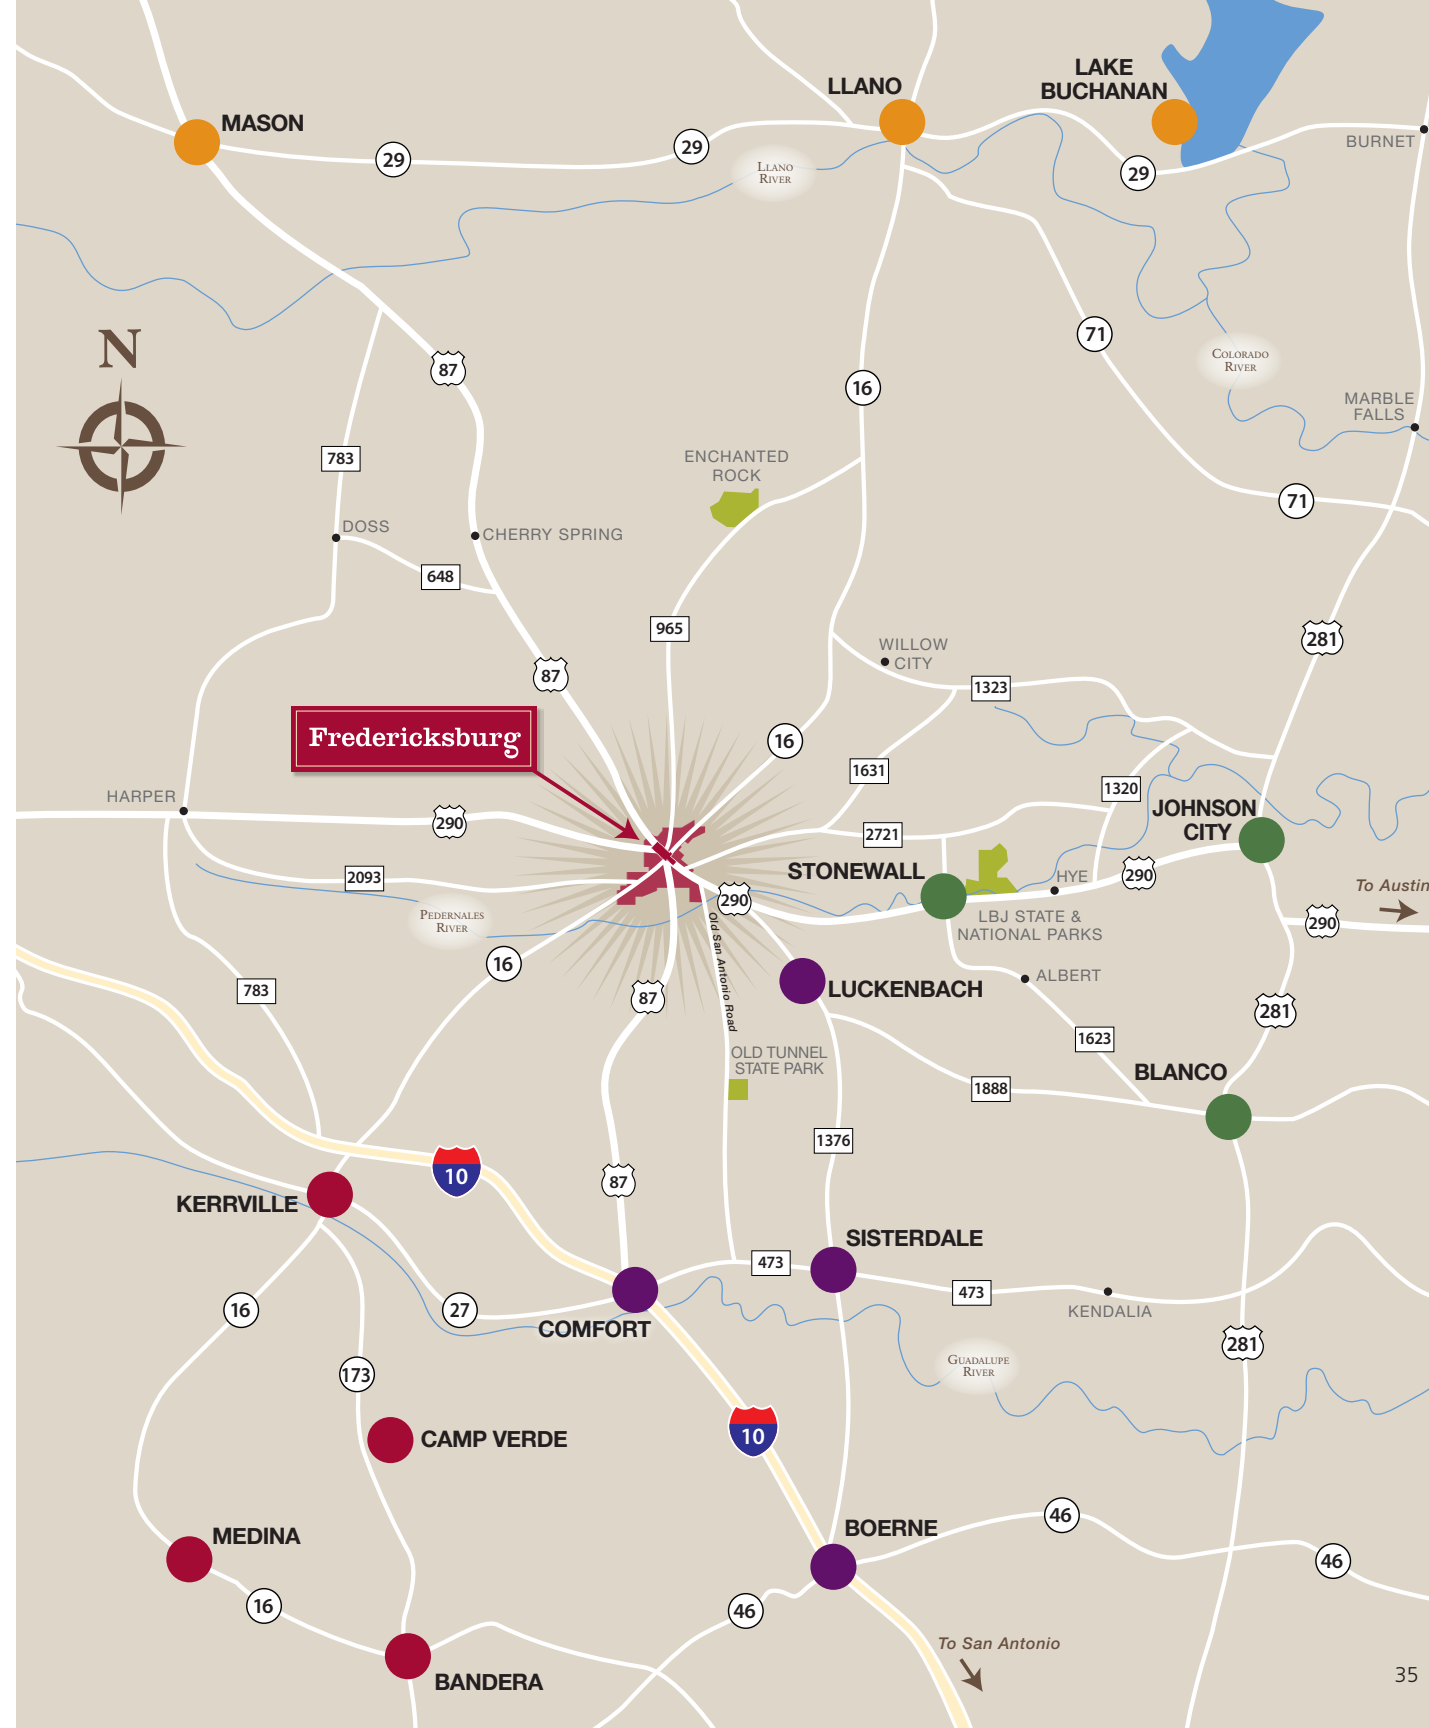 LAKE
BUCHANAN
LLANO
MASON
29
29
29
BURNET
LLANO
RIVER
N
87
71
16
COLORADO
RIVER
MARBLE
FALLS
783
ENCHANTED
ROCK
71
DOSS
CHERRY SPRING
648
965
WILLOW
CITY
281
87
1323
Fredericksburg
16
1631
1320
HARPER
290
JOHNSON
CITY
2721
STONEWALL
HYE
290
2093
290
To Austin
PEDERNALES
RIVER
LBJ STATE &
NATIONAL PARKS
290
Old San Antonio Road
16
ALBERT
783
87
LUCKENBACH
281
1623
OLD TUNNEL
STATE PARK
BLANCO
1888
1376
10
87
KERRVILLE
SISTERDALE
473
473
16
27
KENDALIA
COMFORT
281
GUADALUPE
RIVER
173
10
CAMP VERDE
46
BOERNE
MEDINA
46
16
46
To San Antonio
BANDERA
35